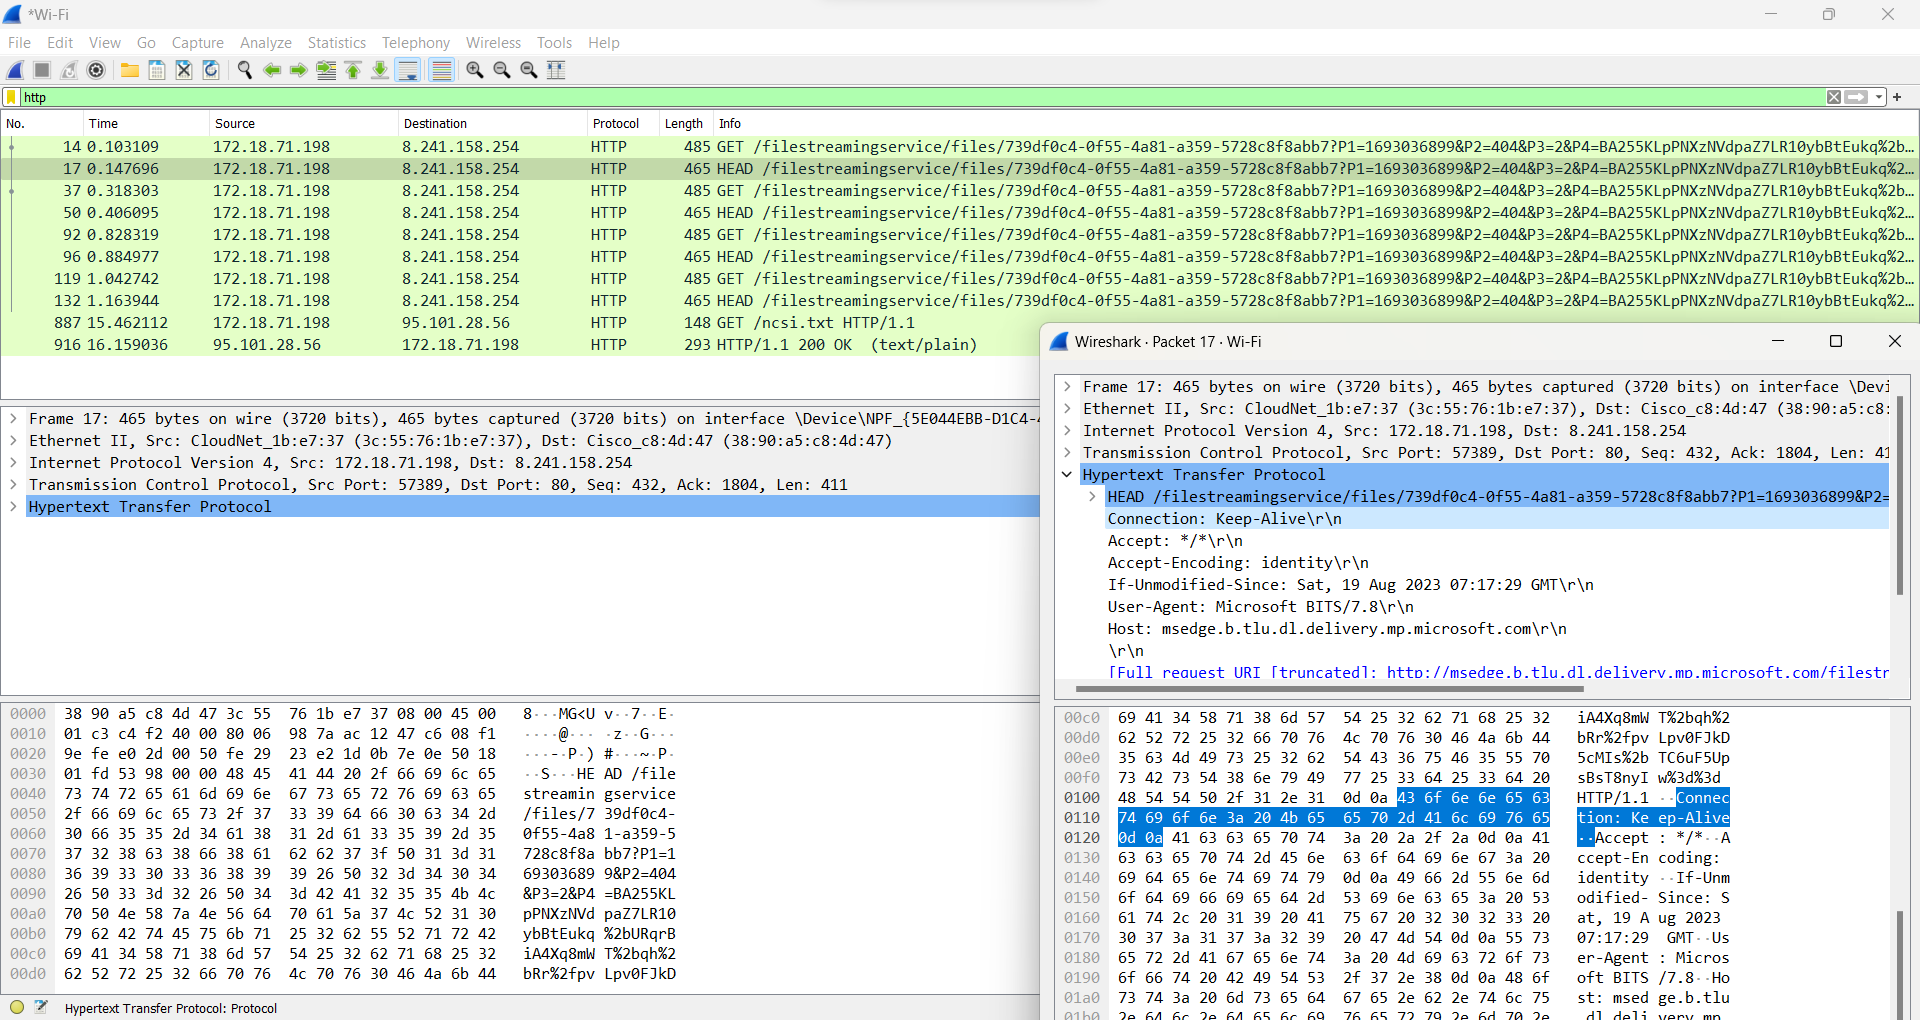 *Wi-Fi
File Edit View Go Capture Analyze Statistics Telephony Wireless Tools Help
http
No. Time Source Destination Protocol Length Info
14 0.103109 172.18.71.198 8.241.158.254 HTTP 485 GET /filestreamingservice/files/739df0c4-0f55-4a81-a359-5728c8f8abb7?P1=1693036899&P2=404&P3=2&P4=BA255KLpPNXzNVdpaZ7LR10ybBtEukq%2b…
17 0.147696 172.18.71.198 8.241.158.254 HTTP 465 HEAD /filestreamingservice/files/739df0c4-0f55-4a81-a359-5728c8f8abb7?P1=1693036899&P2=404&P3=2&P4=BA255KLpPNXzNVdpaZ7LR10ybBtEukq%2…
37 0.318303 172.18.71.198 8.241.158.254 HTTP 485 GET /filestreamingservice/files/739df0c4-0f55-4a81-a359-5728c8f8abb7?P1=1693036899&P2=404&P3=2&P4=BA255KLpPNXzNVdpaZ7LR10ybBtEukq%2b…
50 0.406095 172.18.71.198 8.241.158.254 HTTP 465 HEAD /filestreamingservice/files/739df0c4-0f55-4a81-a359-5728c8f8abb7?P1=1693036899&P2=404&P3=2&P4=BA255KLpPNXzNVdpaZ7LR10ybBtEukq%2…
92 0.828319 172.18.71.198 8.241.158.254 HTTP 485 GET /filestreamingservice/files/739df0c4-0f55-4a81-a359-5728c8f8abb7?P1=1693036899&P2=404&P3=2&P4=BA255KLpPNXzNVdpaZ7LR10ybBtEukq%2b…
96 0.884977 172.18.71.198 8.241.158.254 HTTP 465 HEAD /filestreamingservice/files/739df0c4-0f55-4a81-a359-5728c8f8abb7?P1=1693036899&P2=404&P3=2&P4=BA255KLpPNXzNVdpaZ7LR10ybBtEukq%2…
119 1.042742 172.18.71.198 8.241.158.254 HTTP 485 GET /filestreamingservice/files/739df0c4-0f55-4a81-a359-5728c8f8abb7?P1=1693036899&P2=404&P3=2&P4=BA255KLpPNXzNVdpaZ7LR10ybBtEukq%2b…
132 1.163944 172.18.71.198 8.241.158.254 HTTP 465 HEAD /filestreamingservice/files/739df0c4-0f55-4a81-a359-5728c8f8abb7?P1=1693036899&P2=404&P3=2&P4=BA255KLpPNXzNVdpaZ7LR10ybBtEukq%2…
887 15.462112 172.18.71.198 95.101.28.56 HTTP 148 GET /ncsi.txt HTTP/1.1
916 16.159036 95.101.28.56 172.18.71.198 HTTP 293 HTTP/1.1 200 OK (text/plain)
Frame 17: 465 bytes on wire (3720 bits), 465 bytes captured (3720 bits) on interface \Device\NPF_{5E044EBB-D1C4-
Ethernet II, Src: CloudNet_1b:e7:37 (3c:55:76:1b:e7:37), Dst: Cisco_c8:4d:47 (38:90:a5:c8:4d:47)
Internet Protocol Version 4, Src: 172.18.71.198, Dst: 8.241.158.254
Transmission Control Protocol, Src Port: 57389, Dst Port: 80, Seq: 432, Ack: 1804, Len: 411
Hypertext Transfer Protocol
0000 38 90 a5 c8 4d 47 3c 55 76 1b e7 37 08 00 45 00 8···MG<U v··7··E·
0010 01 c3 c4 f2 40 00 80 06 98 7a ac 12 47 c6 08 f1 ····@··· ·z··G···
0020 9e fe e0 2d 00 50 fe 29 23 e2 1d 0b 7e 0e 50 18 ···-·P·) #···~·P·
0030 01 fd 53 98 00 00 48 45 41 44 20 2f 66 69 6c 65 ··S···HE AD /file
0040 73 74 72 65 61 6d 69 6e 67 73 65 72 76 69 63 65 streamin gservice
0050 2f 66 69 6c 65 73 2f 37 33 39 64 66 30 63 34 2d /files/7 39df0c4-
0060 30 66 35 35 2d 34 61 38 31 2d 61 33 35 39 2d 35 0f55-4a8 1-a359-5
0070 37 32 38 63 38 66 38 61 62 62 37 3f 50 31 3d 31 728c8f8a bb7?P1=1
0080 36 39 33 30 33 36 38 39 39 26 50 32 3d 34 30 34 69303689 9&P2=404
0090 26 50 33 3d 32 26 50 34 3d 42 41 32 35 35 4b 4c &P3=2&P4 =BA255KL
00a0 70 50 4e 58 7a 4e 56 64 70 61 5a 37 4c 52 31 30 pPNXzNVd paZ7LR10
00b0 79 62 42 74 45 75 6b 71 25 32 62 55 52 71 72 42 ybBtEukq %2bURqrB
00c0 69 41 34 58 71 38 6d 57 54 25 32 62 71 68 25 32 iA4Xq8mW T%2bqh%2
00d0 62 52 72 25 32 66 70 76 4c 70 76 30 46 4a 6b 44 bRr%2fpv Lpv0FJkD
Hypertext Transfer Protocol: Protocol
Wireshark · Packet 17 · Wi-Fi
Frame 17: 465 bytes on wire (3720 bits), 465 bytes captured (3720 bits) on interface \Devi
Ethernet II, Src: CloudNet_1b:e7:37 (3c:55:76:1b:e7:37), Dst: Cisco_c8:4d:47 (38:90:a5:c8:
Internet Protocol Version 4, Src: 172.18.71.198, Dst: 8.241.158.254
Transmission Control Protocol, Src Port: 57389, Dst Port: 80, Seq: 432, Ack: 1804, Len: 41
Hypertext Transfer Protocol
HEAD /filestreamingservice/files/739df0c4-0f55-4a81-a359-5728c8f8abb7?P1=1693036899&P2=
Connection: Keep-Alive\r\n
Accept: */*\r\n
Accept-Encoding: identity\r\n
If-Unmodified-Since: Sat, 19 Aug 2023 07:17:29 GMT\r\n
User-Agent: Microsoft BITS/7.8\r\n
Host: msedge.b.tlu.dl.delivery.mp.microsoft.com\r\n
\r\n
[Full request URI [truncated]: http://msedge.b.tlu.dl.delivery.mp.microsoft.com/filestr
00c0 69 41 34 58 71 38 6d 57 54 25 32 62 71 68 25 32 iA4Xq8mW T%2bqh%2
00d0 62 52 72 25 32 66 70 76 4c 70 76 30 46 4a 6b 44 bRr%2fpv Lpv0FJkD
00e0 35 63 4d 49 73 25 32 62 54 43 36 75 46 35 55 70 5cMIs%2b TC6uF5Up
00f0 73 42 73 54 38 6e 79 49 77 25 33 64 25 33 64 20 sBsT8nyI w%3d%3d
0100 48 54 54 50 2f 31 2e 31 0d 0a 43 6f 6e 6e 65 63 HTTP/1.1 ··Connec
0110 74 69 6f 6e 3a 20 4b 65 65 70 2d 41 6c 69 76 65 tion: Ke ep-Alive
0120 0d 0a 41 63 63 65 70 74 3a 20 2a 2f 2a 0d 0a 41 ··Accept : */*··A
0130 63 63 65 70 74 2d 45 6e 63 6f 64 69 6e 67 3a 20 ccept-En coding:
0140 69 64 65 6e 74 69 74 79 0d 0a 49 66 2d 55 6e 6d identity ··If-Unm
0150 6f 64 69 66 69 65 64 2d 53 69 6e 63 65 3a 20 53 odified- Since: S
0160 61 74 2c 20 31 39 20 41 75 67 20 32 30 32 33 20 at, 19 A ug 2023
0170 30 37 3a 31 37 3a 32 39 20 47 4d 54 0d 0a 55 73 07:17:29 GMT··Us
0180 65 72 2d 41 67 65 6e 74 3a 20 4d 69 63 72 6f 73 er-Agent : Micros
0190 6f 66 74 20 42 49 54 53 2f 37 2e 38 0d 0a 48 6f oft BITS /7.8··Ho
01a0 73 74 3a 20 6d 73 65 64 67 65 2e 62 2e 74 6c 75 st: msed ge.b.tlu
01b0 2e 64 6c 2e 64 65 6c 69 76 65 72 79 2e 6d 70 2e .dl.deli very.mp.